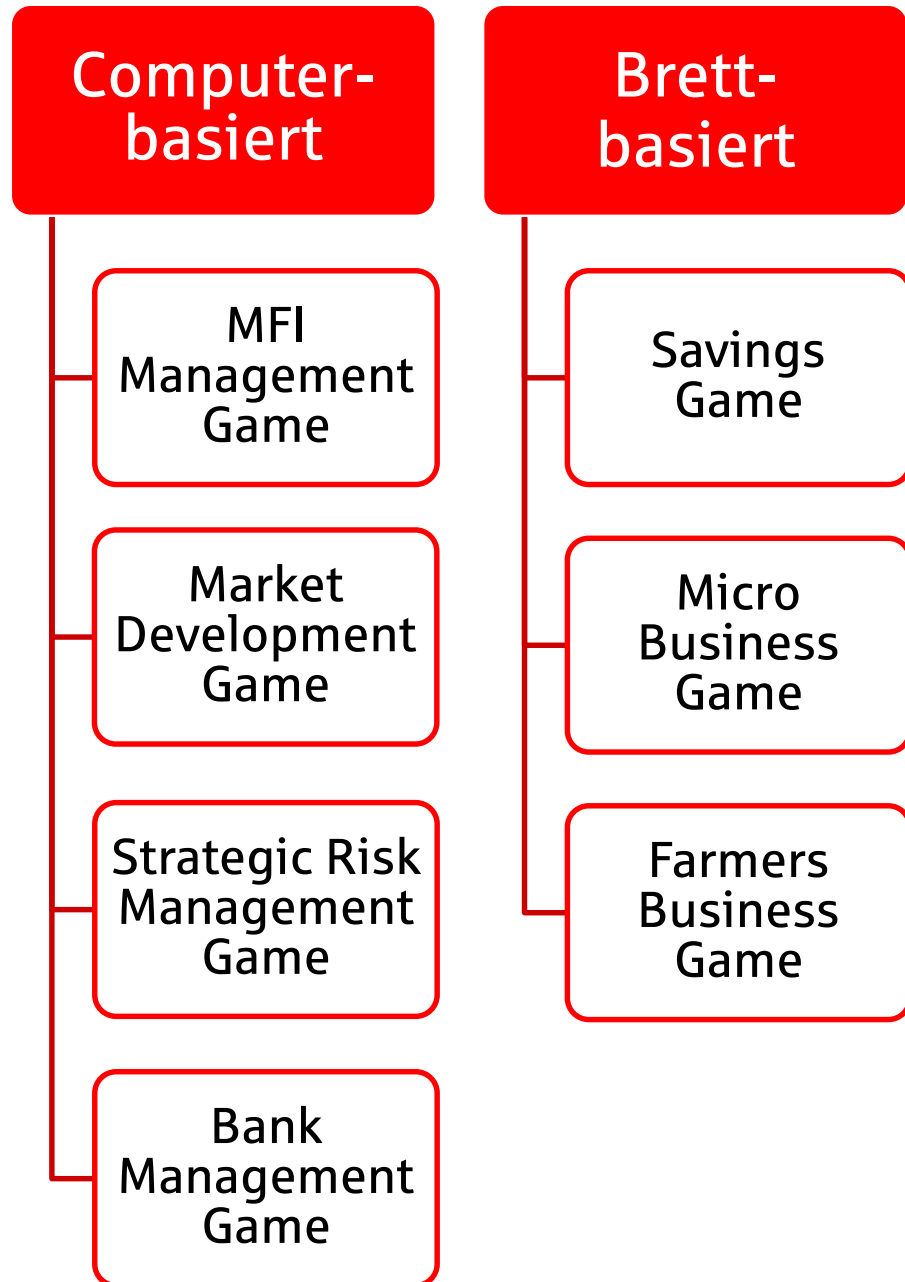 Computer-
basiert
MFI
Management
Game
Market
Development
Game
Strategic Risk
Management
Game
Bank
Management
Game
Brett-
basiert
Savings
Game
Micro
Business
Game
Farmers
Business
Game